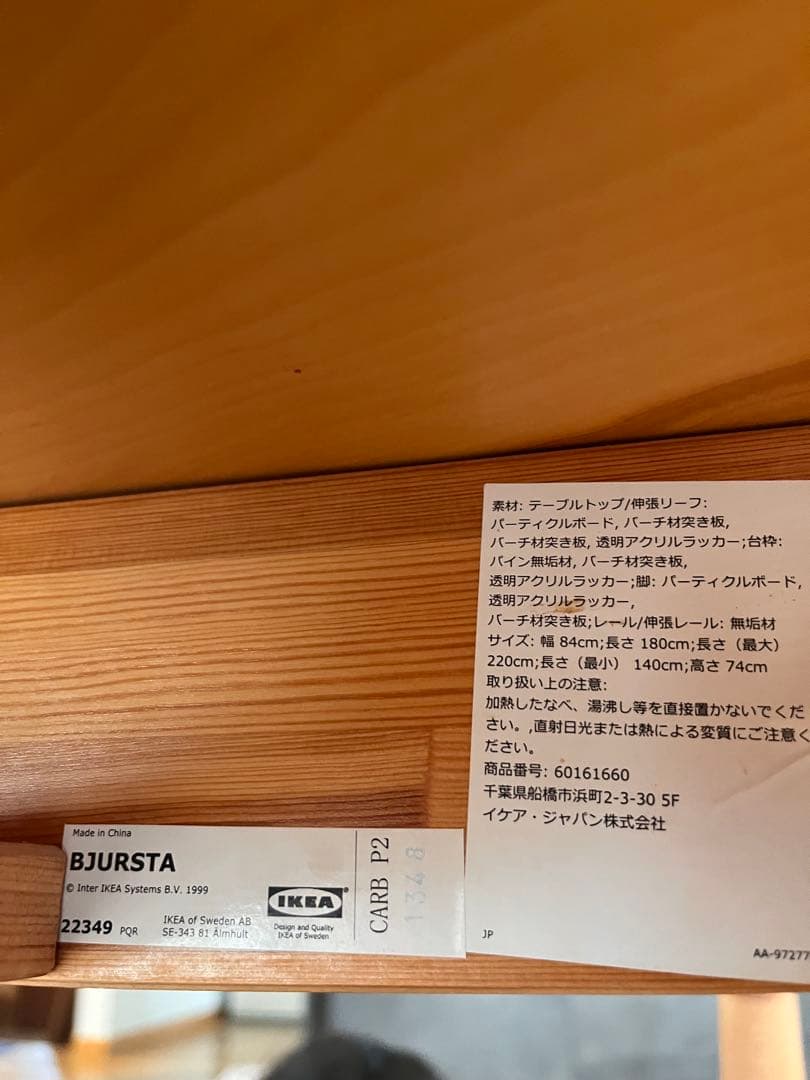 素材: テーブルトップ/伸張リーフ:
パーティクルボード, バーチ材突き板,
バーチ材突き板, 透明アクリルラッカー;台枠:
パイン無垢材, バーチ材突き板,
透明アクリルラッカー;脚: パーティクルボード,
透明アクリルラッカー,
バーチ材突き板;レール/伸張レール: 無垢材
サイズ: 幅 84cm;長さ 180cm;長さ（最大）
220cm;長さ（最小） 140cm;高さ 74cm
取り扱い上の注意:
加熱したなべ、湯沸し等を直接置かないでくだ
さい。,直射日光または熱による変質にご注意く
ださい。
商品番号: 60161660
千葉県船橋市浜町2-3-30 5F
イケア・ジャパン株式会社
JP
AA-97277
Made in China
BJURSTA
© Inter IKEA Systems B.V. 1999
22349 PQR
IKEA of Sweden AB
SE-343 81 Älmhult
IKEA®
Design and Quality
IKEA of Sweden
CARB P2
1348